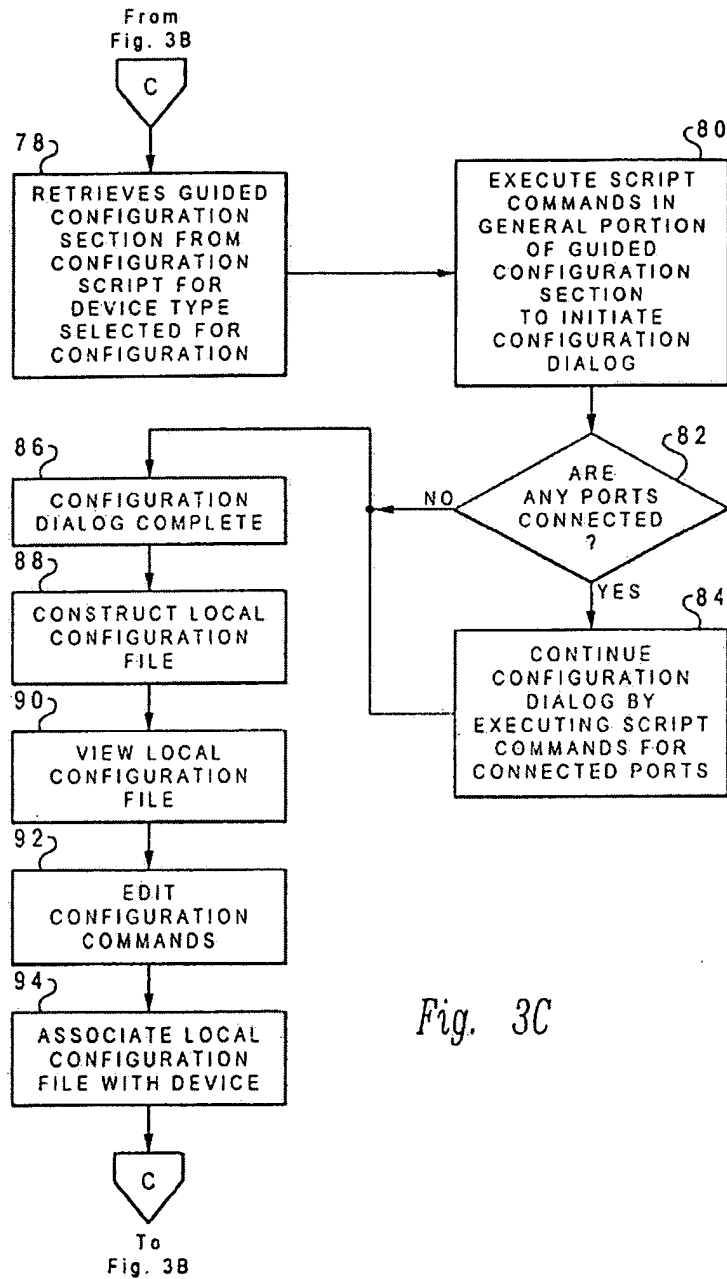 From
Fig. 3B
C
78
RETRIEVES GUIDED
CONFIGURATION
SECTION FROM
CONFIGURATION
SCRIPT FOR
DEVICE TYPE
SELECTED FOR
CONFIGURATION
80
EXECUTE SCRIPT
COMMANDS IN
GENERAL PORTION
OF GUIDED
CONFIGURATION
SECTION
TO INITIATE
CONFIGURATION
DIALOG
82
ARE
ANY PORTS
CONNECTED
?
NO
YES
84
CONTINUE
CONFIGURATION
DIALOG BY
EXECUTING SCRIPT
COMMANDS FOR
CONNECTED PORTS
86
CONFIGURATION
DIALOG COMPLETE
88
CONSTRUCT LOCAL
CONFIGURATION
FILE
90
VIEW LOCAL
CONFIGURATION
FILE
92
EDIT
CONFIGURATION
COMMANDS
94
ASSOCIATE LOCAL
CONFIGURATION
FILE WITH DEVICE
C
To
Fig. 3B
Fig. 3C